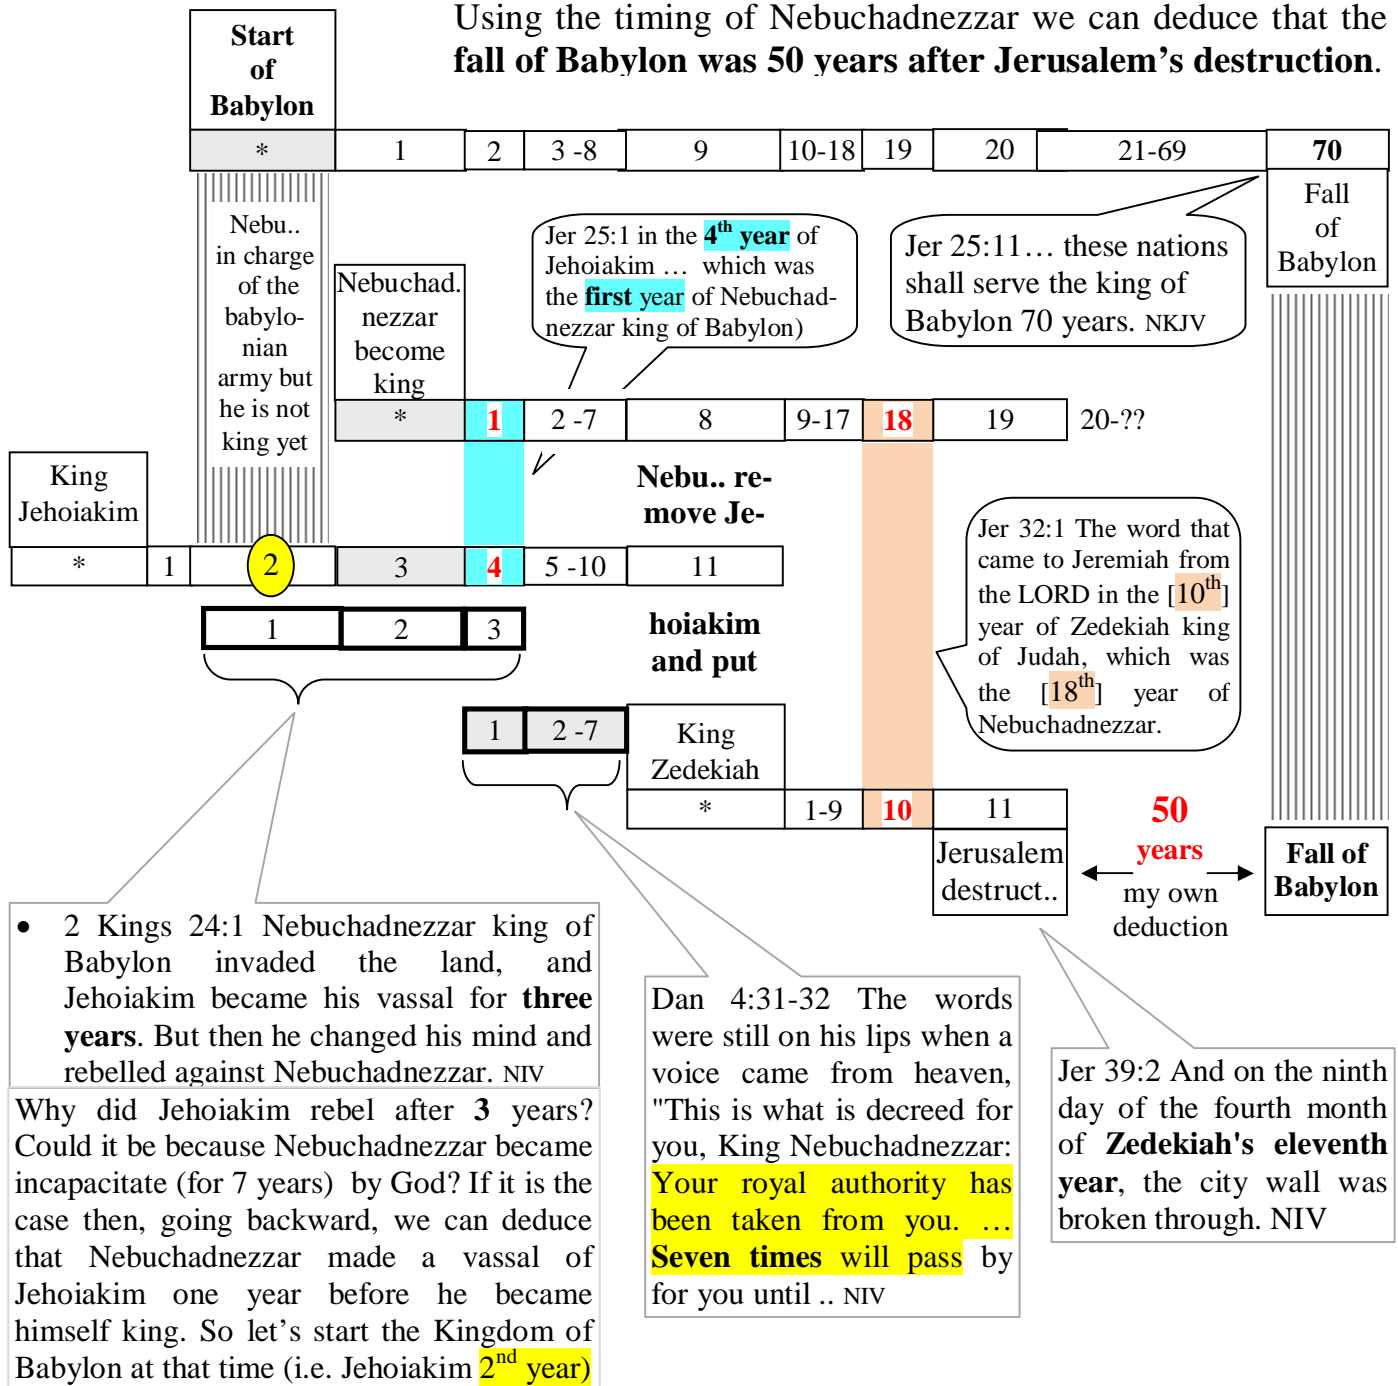 Using the timing of Nebuchadnezzar we can deduce that the
fall of Babylon was 50 years after Jerusalem's destruction.
Start
of
Babylon
* 1 2 3 -8 9 10-18 19 20 21-69 70
Fall
of
Babylon
Nebu..
in charge
of the
babylo-
nian
army but
he is not
king yet
Nebuchad.
nezzar
become
king
Jer 25:1 in the 4th year of
Jehoiakim … which was
the first year of Nebuchad-
nezzar king of Babylon)
Jer 25:11… these nations
shall serve the king of
Babylon 70 years. NKJV
* 1 2 -7 8 9-17 18 19 20-??
King
Jehoiakim
Nebu.. re-
move Je-
* 1 2 3 4 5 -10 11
1 2 3
hoiakim
and put
Jer 32:1 The word that
came to Jeremiah from
the LORD in the [10th]
year of Zedekiah king
of Judah, which was
the [18th] year of
Nebuchadnezzar.
1 2 -7
King
Zedekiah
* 1-9 10 11
Jerusalem
destruct..
50
years
my own
deduction
Fall of
Babylon
• 2 Kings 24:1 Nebuchadnezzar king of
Babylon invaded the land, and
Jehoiakim became his vassal for three
years. But then he changed his mind and
rebelled against Nebuchadnezzar. NIV
Why did Jehoiakim rebel after 3 years?
Could it be because Nebuchadnezzar became
incapacitate (for 7 years) by God? If it is the
case then, going backward, we can deduce
that Nebuchadnezzar made a vassal of
Jehoiakim one year before he became
himself king. So let's start the Kingdom of
Babylon at that time (i.e. Jehoiakim 2nd year)
Dan 4:31-32 The words
were still on his lips when a
voice came from heaven,
"This is what is decreed for
you, King Nebuchadnezzar:
Your royal authority has
been taken from you. …
Seven times will pass by
for you until .. NIV
Jer 39:2 And on the ninth
day of the fourth month
of Zedekiah's eleventh
year, the city wall was
broken through. NIV